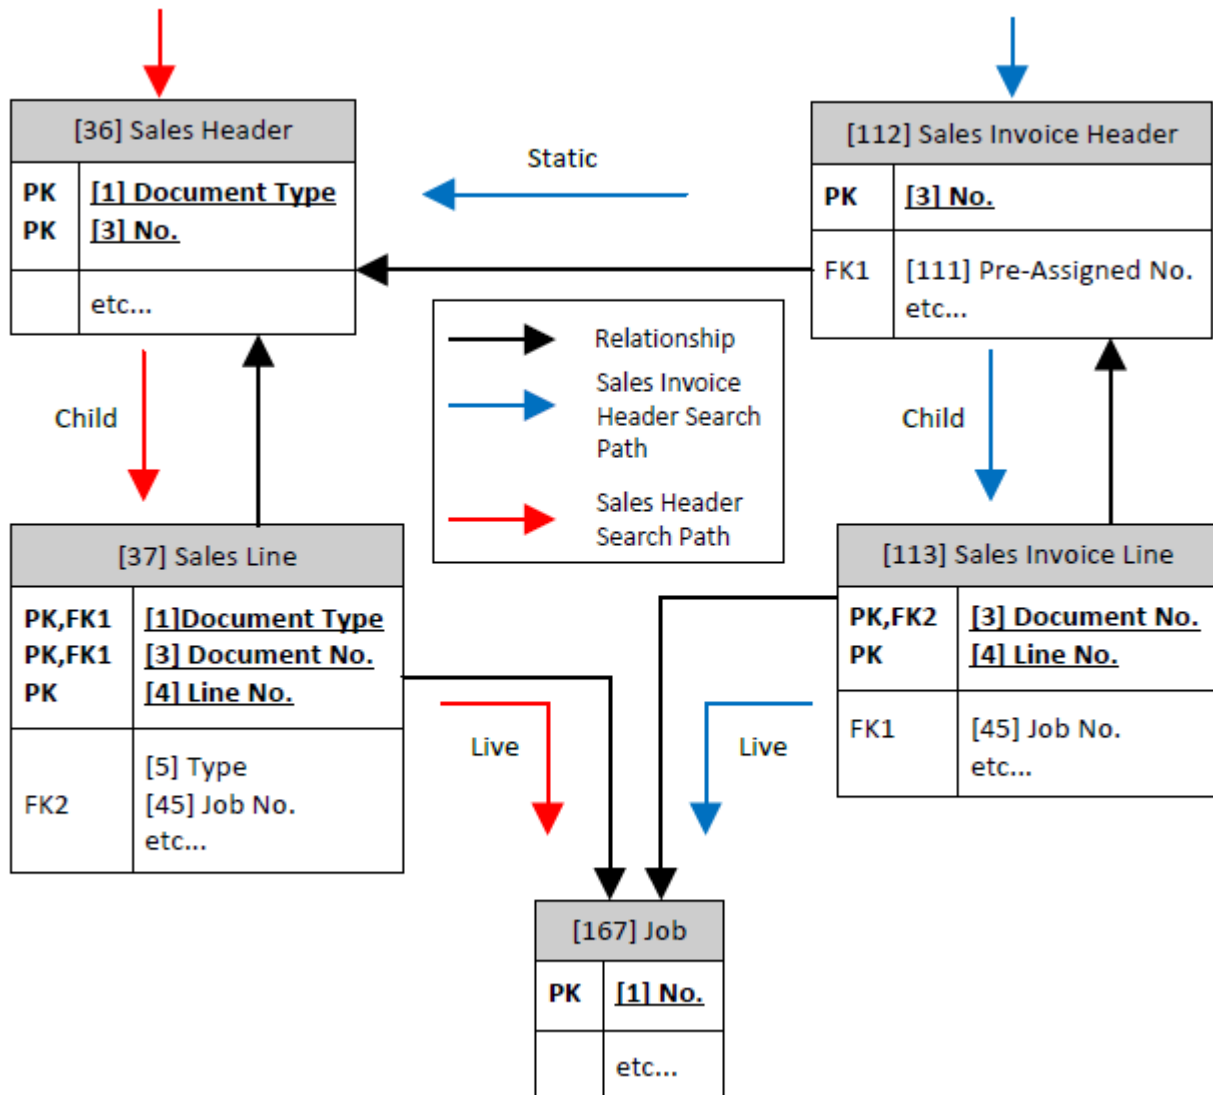 [36] Sales Header
PK [1] Document Type
PK [3] No.
etc...
Static
[112] Sales Invoice Header
PK [3] No.
FK1 [111] Pre-Assigned No.
etc...
Relationship
Sales Invoice
Header Search
Path
Sales Header
Search Path
Child
Child
[37] Sales Line
PK,FK1 [1]Document Type
PK,FK1 [3] Document No.
PK [4] Line No.
[5] Type
FK2 [45] Job No.
etc...
[113] Sales Invoice Line
PK,FK2 [3] Document No.
PK [4] Line No.
FK1 [45] Job No.
etc...
Live
Live
[167] Job
PK [1] No.
etc...